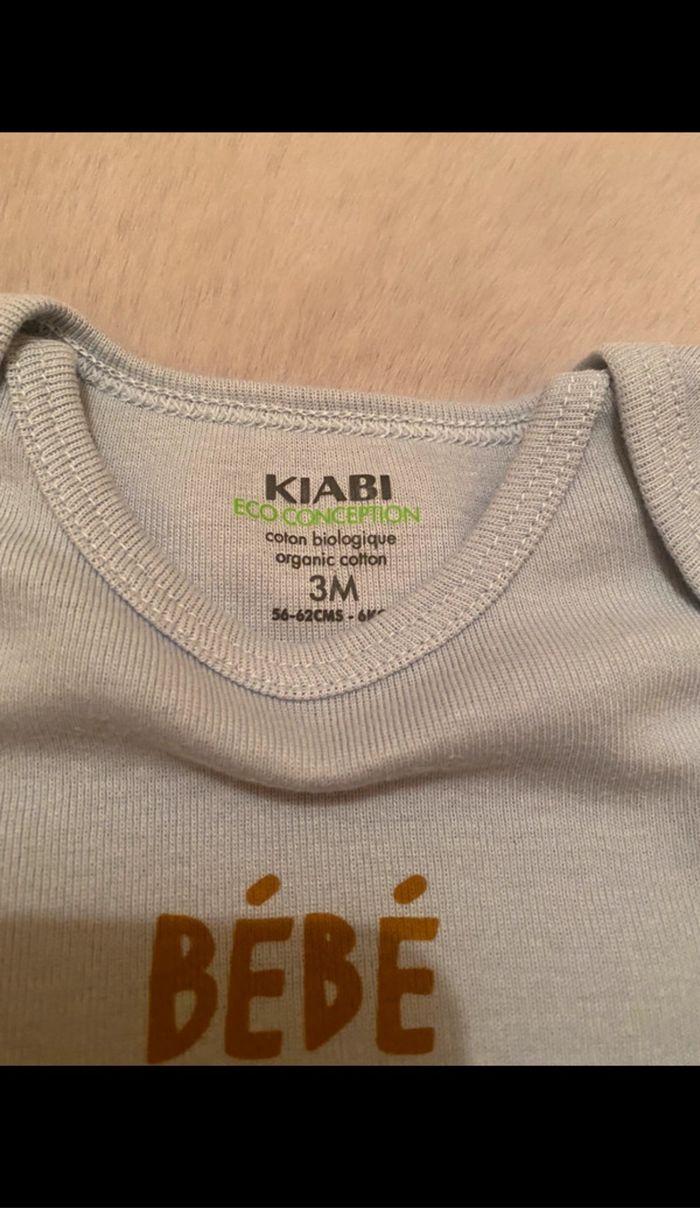 KIABI
ECO CONCEPTION
coton biologique
organic cotton
3M
56-62CMS -
BÉBÉ